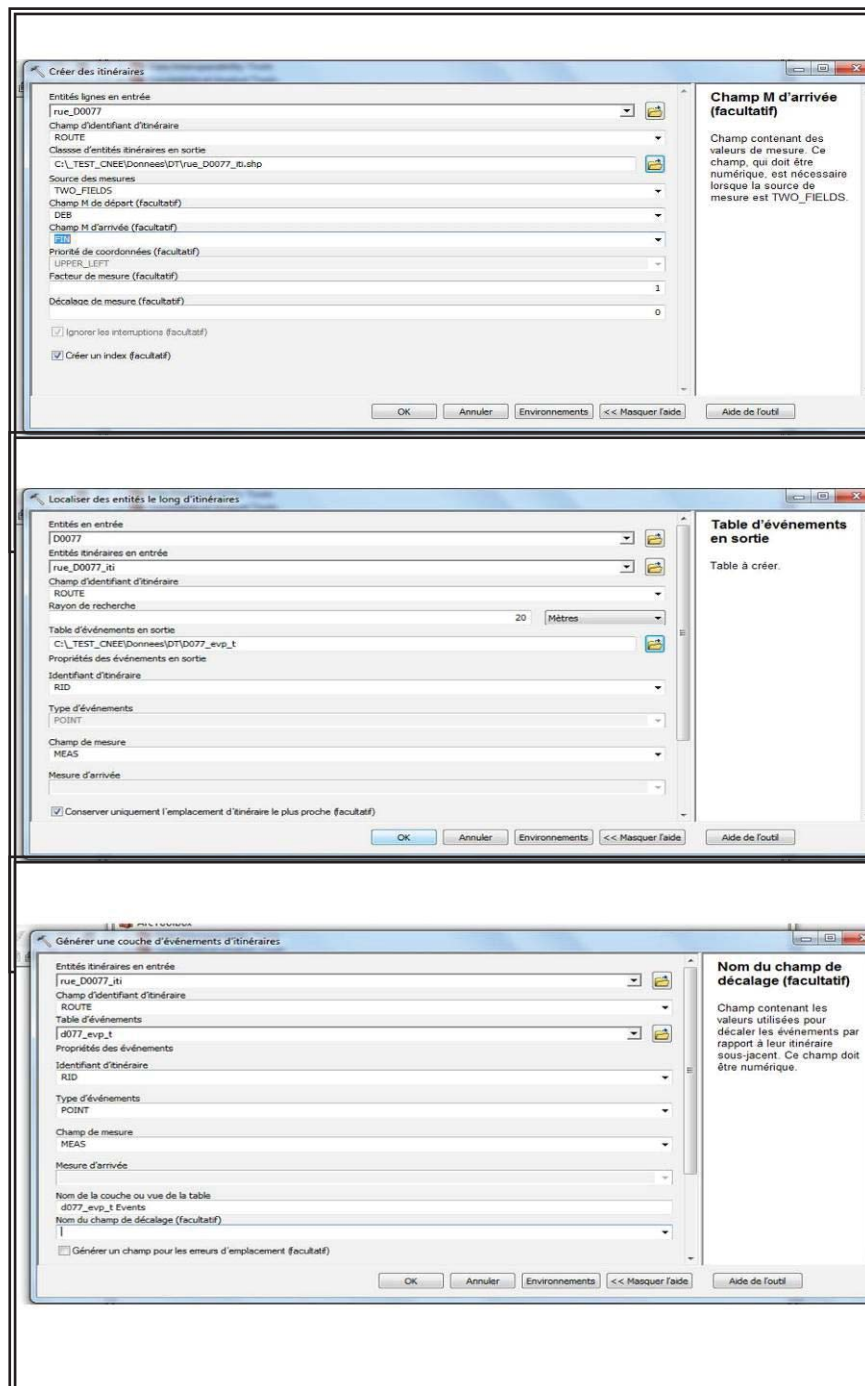 Créer des itinéraires
Entités lignes en entrée
rue_D0077
Champ d'identifiant d'itinéraire
ROUTE
Classse d'entités itinéraires en sortie
C:\_TEST_CNEE\Donnees\DT\rue_D0077_iti.shp
Source des mesures
TWO_FIELDS
Champ M de départ (facultatif)
DEB
Champ M d'arrivée (facultatif)
FIN
Priorité de coordonnées (facultatif)
UPPER_LEFT
Facteur de mesure (facultatif)
1
Décalage de mesure (facultatif)
0
Ignorer les interruptions (facultatif)
Créer un index (facultatif)
OK Annuler Environnements << Masquer l'aide Aide de l'outil
Champ M d'arrivée
(facultatif)
Champ contenant des
valeurs de mesure. Ce
champ, qui doit être
numérique, est nécessaire
lorsque la source de
mesure est TWO_FIELDS.
Localiser des entités le long d'itinéraires
Entités en entrée
D0077
Entités itinéraires en entrée
rue_D0077_iti
Champ d'identifiant d'itinéraire
ROUTE
Rayon de recherche
20 Mètres
Table d'événements en sortie
C:\_TEST_CNEE\Donnees\DT\D077_evp_t
Propriétés des événements en sortie
Identifiant d'itinéraire
RID
Type d'événements
POINT
Champ de mesure
MEAS
Mesure d'arrivée
Conserver uniquement l'emplacement d'itinéraire le plus proche (facultatif)
OK Annuler Environnements << Masquer l'aide Aide de l'outil
Table d'événements
en sortie
Table à créer.
Générer une couche d'événements d'itinéraires
Entités itinéraires en entrée
rue_D0077_iti
Champ d'identifiant d'itinéraire
ROUTE
Table d'événements
d077_evp_t
Propriétés des événements
Identifiant d'itinéraire
RID
Type d'événements
POINT
Champ de mesure
MEAS
Mesure d'arrivée
Nom de la couche ou vue de la table
d077_evp_t Events
Nom du champ de décalage (facultatif)
Générer un champ pour les erreurs d'emplacement (facultatif)
OK Annuler Environnements << Masquer l'aide Aide de l'outil
Nom du champ de
décalage (facultatif)
Champ contenant les
valeurs utilisées pour
décaler les événements par
rapport à leur itinéraire
sous-jacent. Ce champ doit
être numérique.